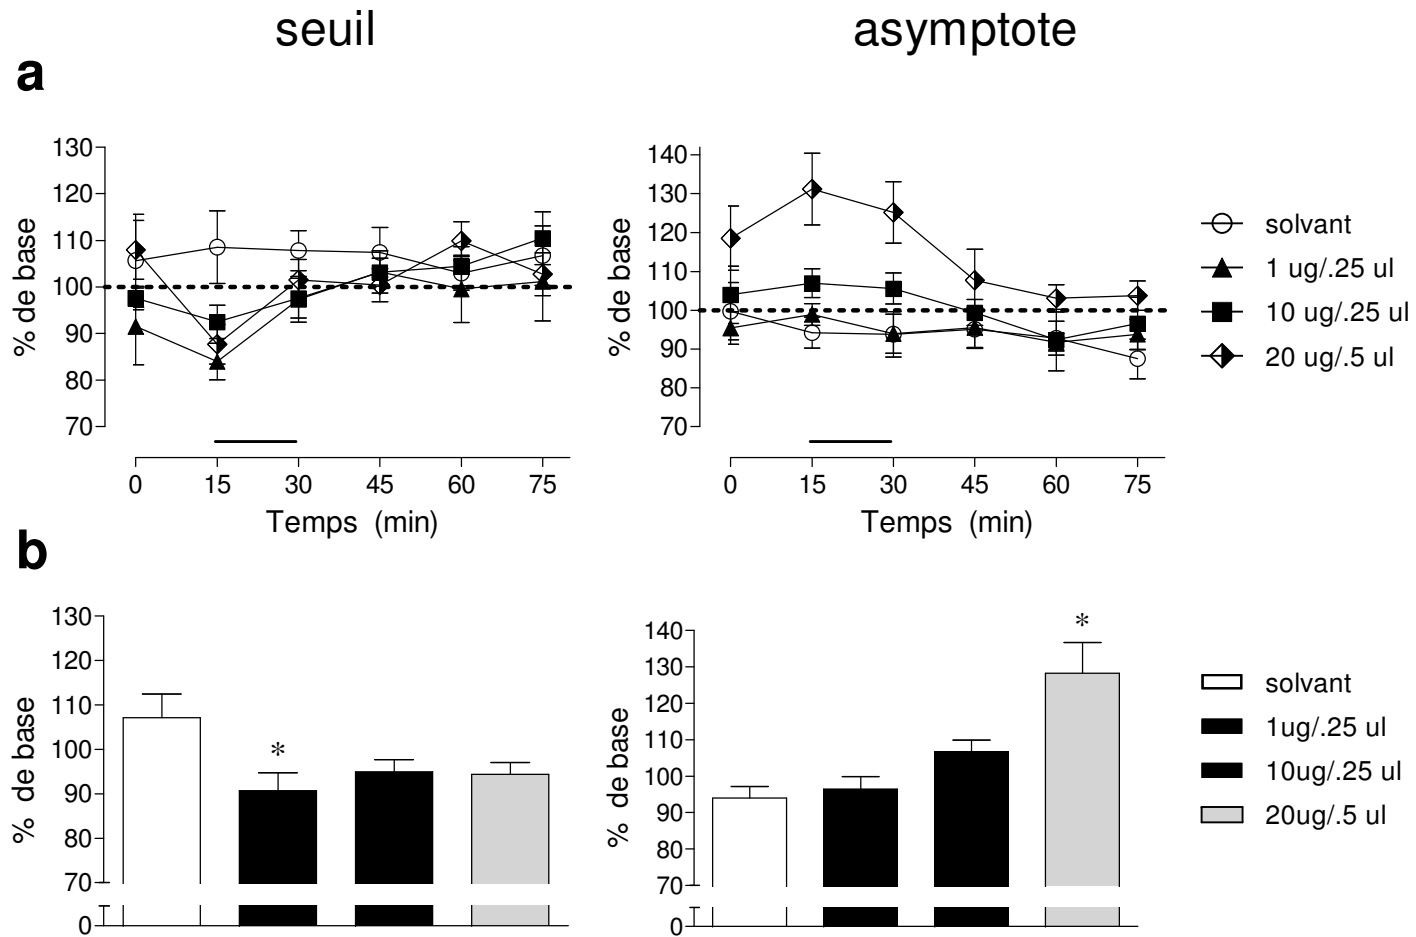 seuil
asymptote
a
130
120
110
100
90
80
70
% de base
0 15 30 45 60 75
Temps (min)
140
130
120
110
100
90
80
70
% de base
0 15 30 45 60 75
Temps (min)
solvant
1 ug/.25 ul
10 ug/.25 ul
20 ug/.5 ul
b
130
120
110
100
90
80
70
0
% de base
*
140
130
120
110
100
90
80
70
0
% de base
*
solvant
1ug/.25 ul
10ug/.25 ul
20ug/.5 ul